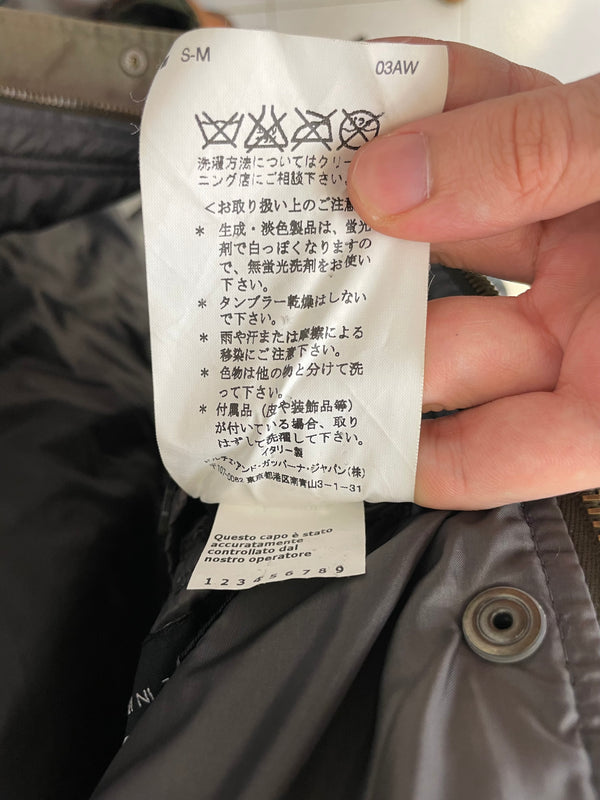 S-M
03AW
洗濯方法についてはクリー
ニング店にご相談下さい。
<お取り扱い上のご注意
* 生成・淡色製品は、蛍光
剤で白っぽくなりますの
で、無蛍光洗剤をお使い
下さい。
* タンブラー乾燥はしない
で下さい。
* 雨や汗または摩擦による
移染にご注意下さい。
* 色物は他の物と分けて洗
って下さい。
* 付属品（皮や装飾品等）
が付いている場合、取り
はずして洗濯して下さい。
イタリー製
ドルチェ・アンド・ガッバーナ・ジャパン(株)
〒107-0062 東京都港区南青山3-1-31
Questo capo è stato
accuratamente
controllato dal
nostro operatore
1 2 3 4 5 6 7 8 9
IN